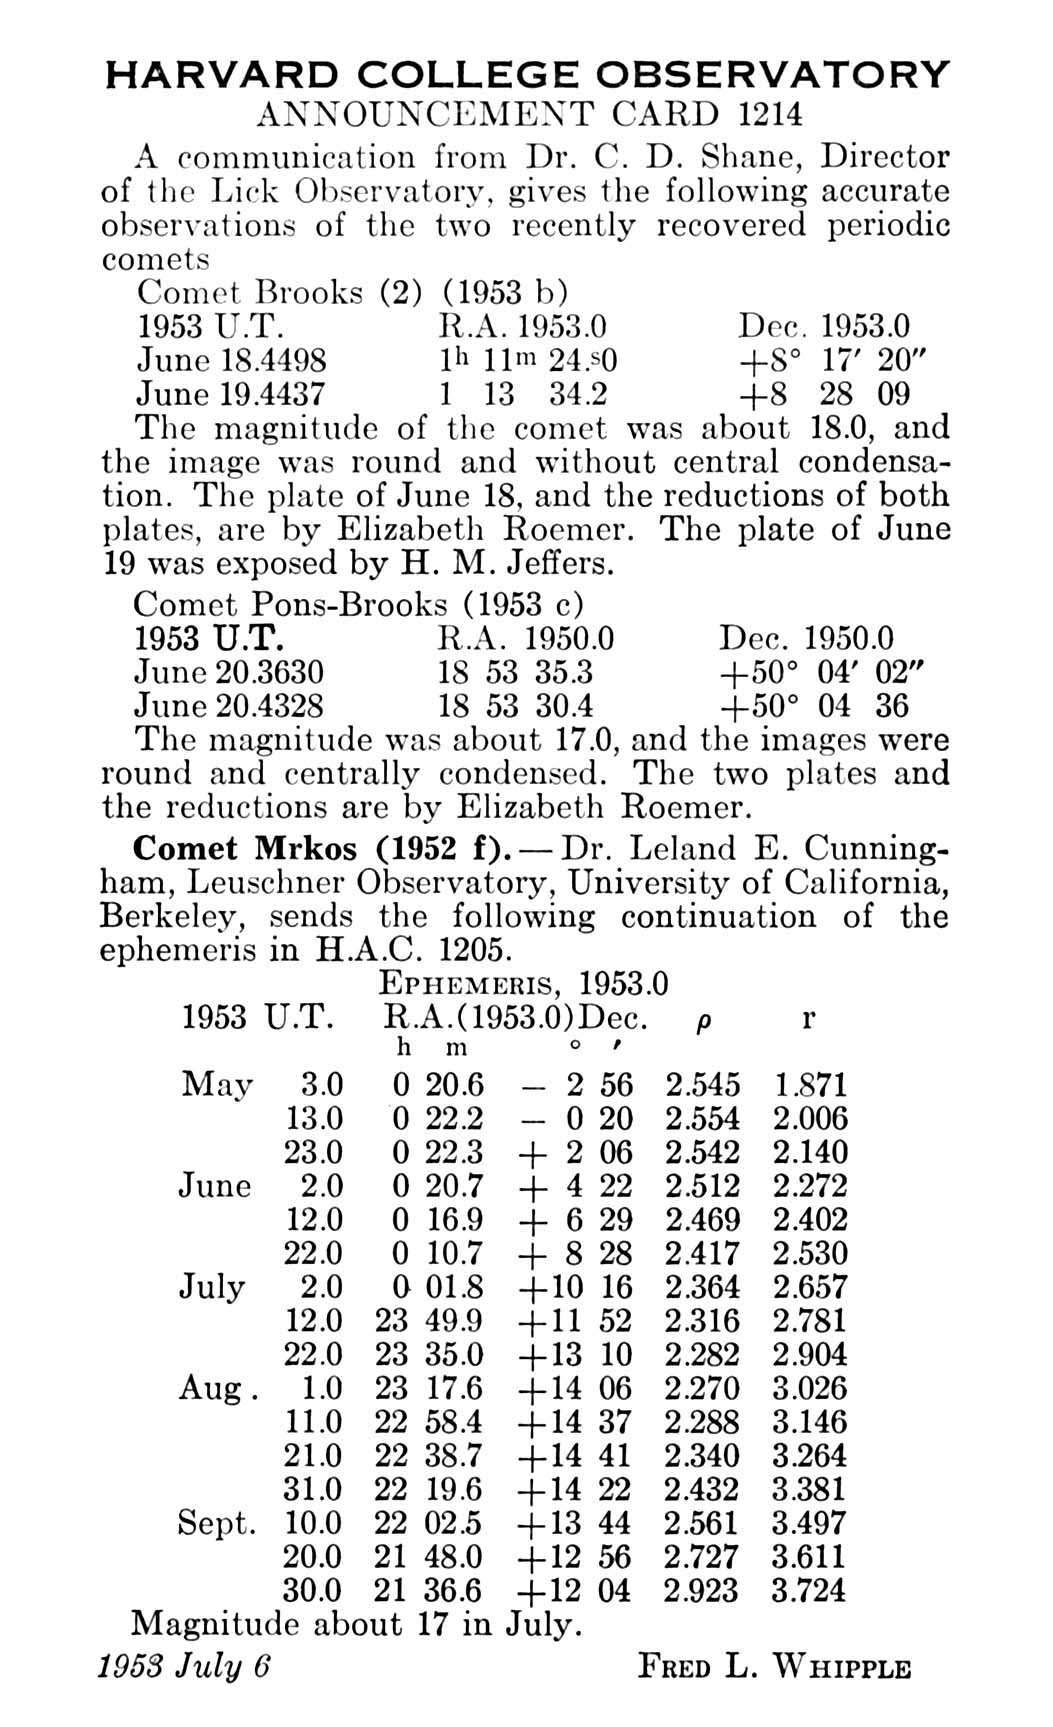 HARVARD COLLEGE OBSERVATORY
ANNOUNCEMENT CARD 1214
A communication from Dr. C. D. Shane, Director
of the Lick Observatory, gives the following accurate
observations of the two recently recovered periodic
comets
Comet Brooks (2) (1953 b)
1953 U.T. R.A. 1953.0 Dec. 1953.0
June 18.4498 1h 11m 24.s0 +8° 17′ 20″
June 19.4437 1 13 34.2 +8 28 09
The magnitude of the comet was about 18.0, and
the image was round and without central condensa-
tion. The plate of June 18, and the reductions of both
plates, are by Elizabeth Roemer. The plate of June
19 was exposed by H. M. Jeffers.
Comet Pons-Brooks (1953 c)
1953 U.T. R.A. 1950.0 Dec. 1950.0
June 20.3630 18 53 35.3 +50° 04′ 02″
June 20.4328 18 53 30.4 +50° 04 36
The magnitude was about 17.0, and the images were
round and centrally condensed. The two plates and
the reductions are by Elizabeth Roemer.
Comet Mrkos (1952 f). — Dr. Leland E. Cunning-
ham, Leuschner Observatory, University of California,
Berkeley, sends the following continuation of the
ephemeris in H.A.C. 1205.
EPHEMERIS, 1953.0
1953 U.T. R.A.(1953.0)Dec. ρ r
h m ° ′
May 3.0 0 20.6 − 2 56 2.545 1.871
13.0 0 22.2 − 0 20 2.554 2.006
23.0 0 22.3 + 2 06 2.542 2.140
June 2.0 0 20.7 + 4 22 2.512 2.272
12.0 0 16.9 + 6 29 2.469 2.402
22.0 0 10.7 + 8 28 2.417 2.530
July 2.0 0 01.8 +10 16 2.364 2.657
12.0 23 49.9 +11 52 2.316 2.781
22.0 23 35.0 +13 10 2.282 2.904
Aug. 1.0 23 17.6 +14 06 2.270 3.026
11.0 22 58.4 +14 37 2.288 3.146
21.0 22 38.7 +14 41 2.340 3.264
31.0 22 19.6 +14 22 2.432 3.381
Sept. 10.0 22 02.5 +13 44 2.561 3.497
20.0 21 48.0 +12 56 2.727 3.611
30.0 21 36.6 +12 04 2.923 3.724
Magnitude about 17 in July.
1953 July 6 FRED L. WHIPPLE